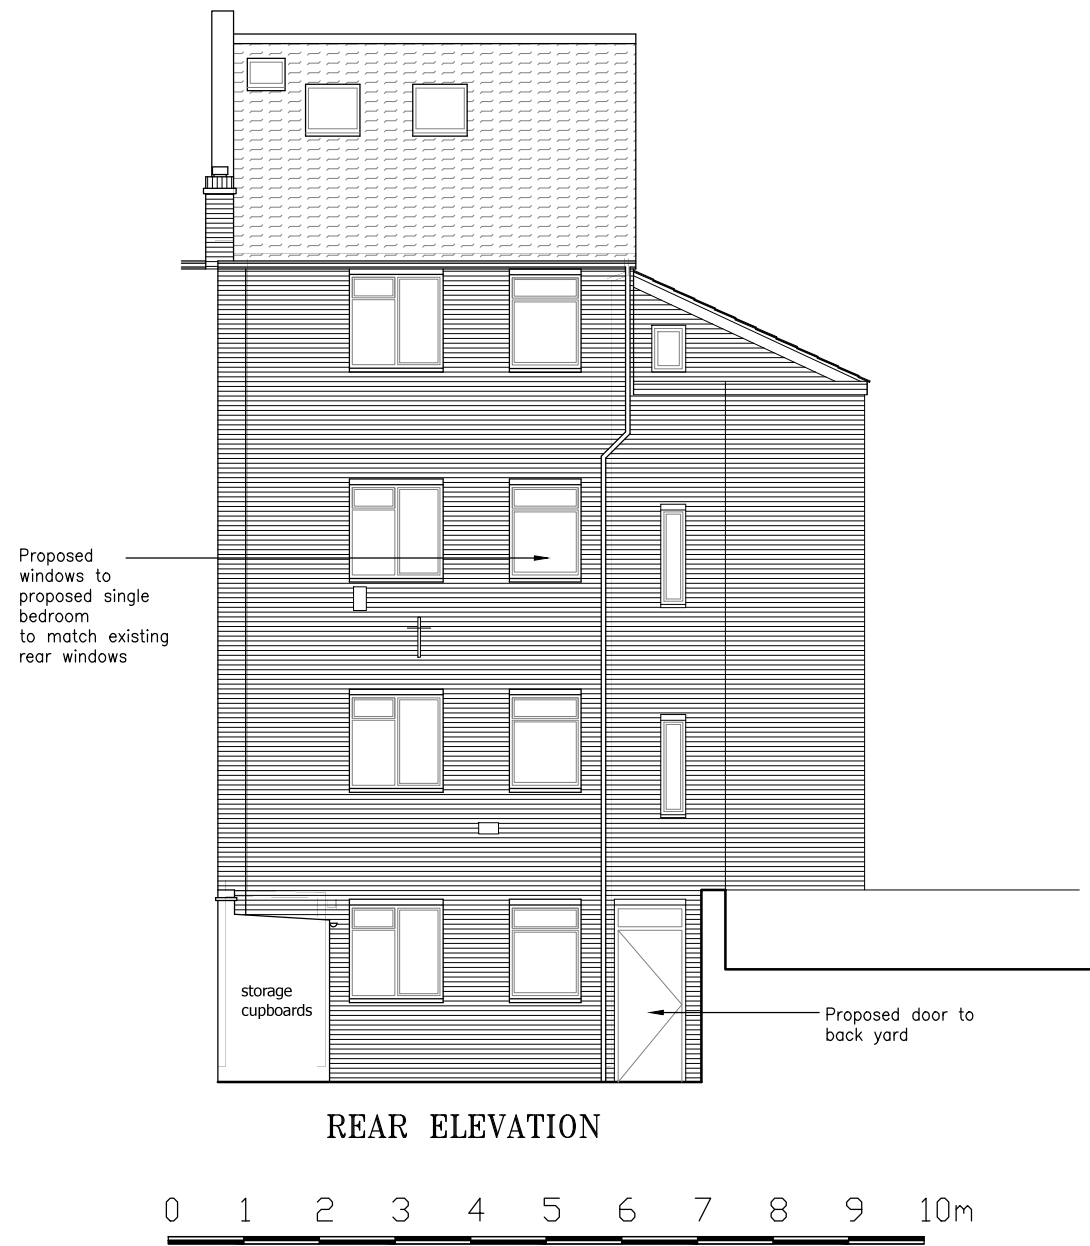 Proposed
windows to
proposed single
bedroom
to match existing
rear windows
storage
cupboards
Proposed door to
back yard
REAR ELEVATION
0 1 2 3 4 5 6 7 8 9 10m